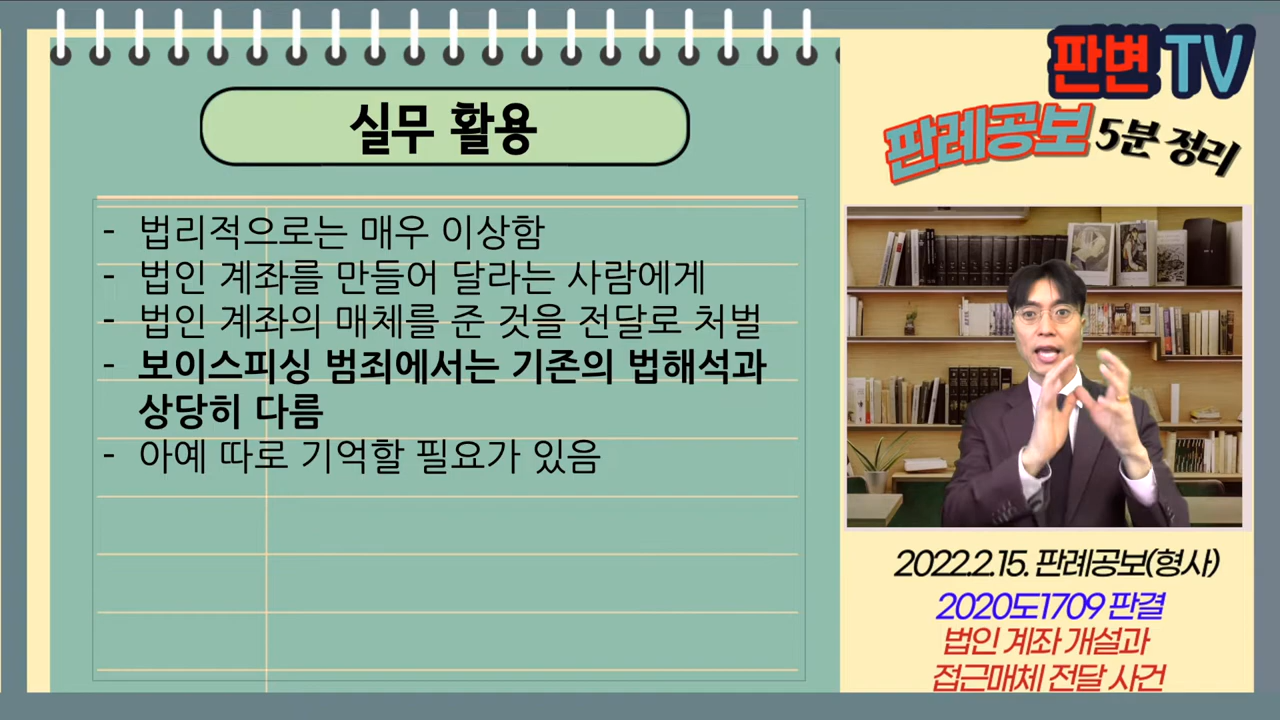 실무 활용
- 법리적으로는 매우 이상함
- 법인 계좌를 만들어 달라는 사람에게
- 법인 계좌의 매체를 준 것을 전달로 처벌
- 보이스피싱 범죄에서는 기존의 법해석과
상당히 다름
- 아예 따로 기억할 필요가 있음
판변 TV
판례공보 5분 정리
2022.2.15. 판례공보(형사)
2020도1709 판결
법인 계좌 개설과
접근매체 전달 사건